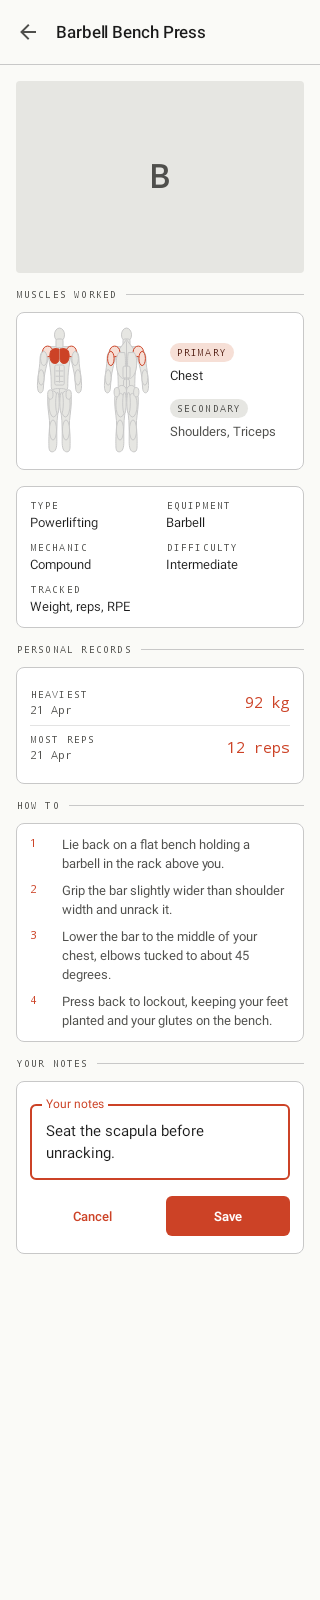 Barbell Bench Press
B
MUSCLES WORKED
PRIMARY
Chest
SECONDARY
Shoulders, Triceps
TYPE
Powerlifting
EQUIPMENT
Barbell
MECHANIC
Compound
DIFFICULTY
Intermediate
TRACKED
Weight, reps, RPE
PERSONAL RECORDS
HEAVIEST
21 Apr
92 kg
MOST REPS
21 Apr
12 reps
HOW TO
1 Lie back on a flat bench holding a
barbell in the rack above you.
2 Grip the bar slightly wider than shoulder
width and unrack it.
3 Lower the bar to the middle of your
chest, elbows tucked to about 45
degrees.
4 Press back to lockout, keeping your feet
planted and your glutes on the bench.
YOUR NOTES
Your notes
Seat the scapula before
unracking.
Cancel
Save